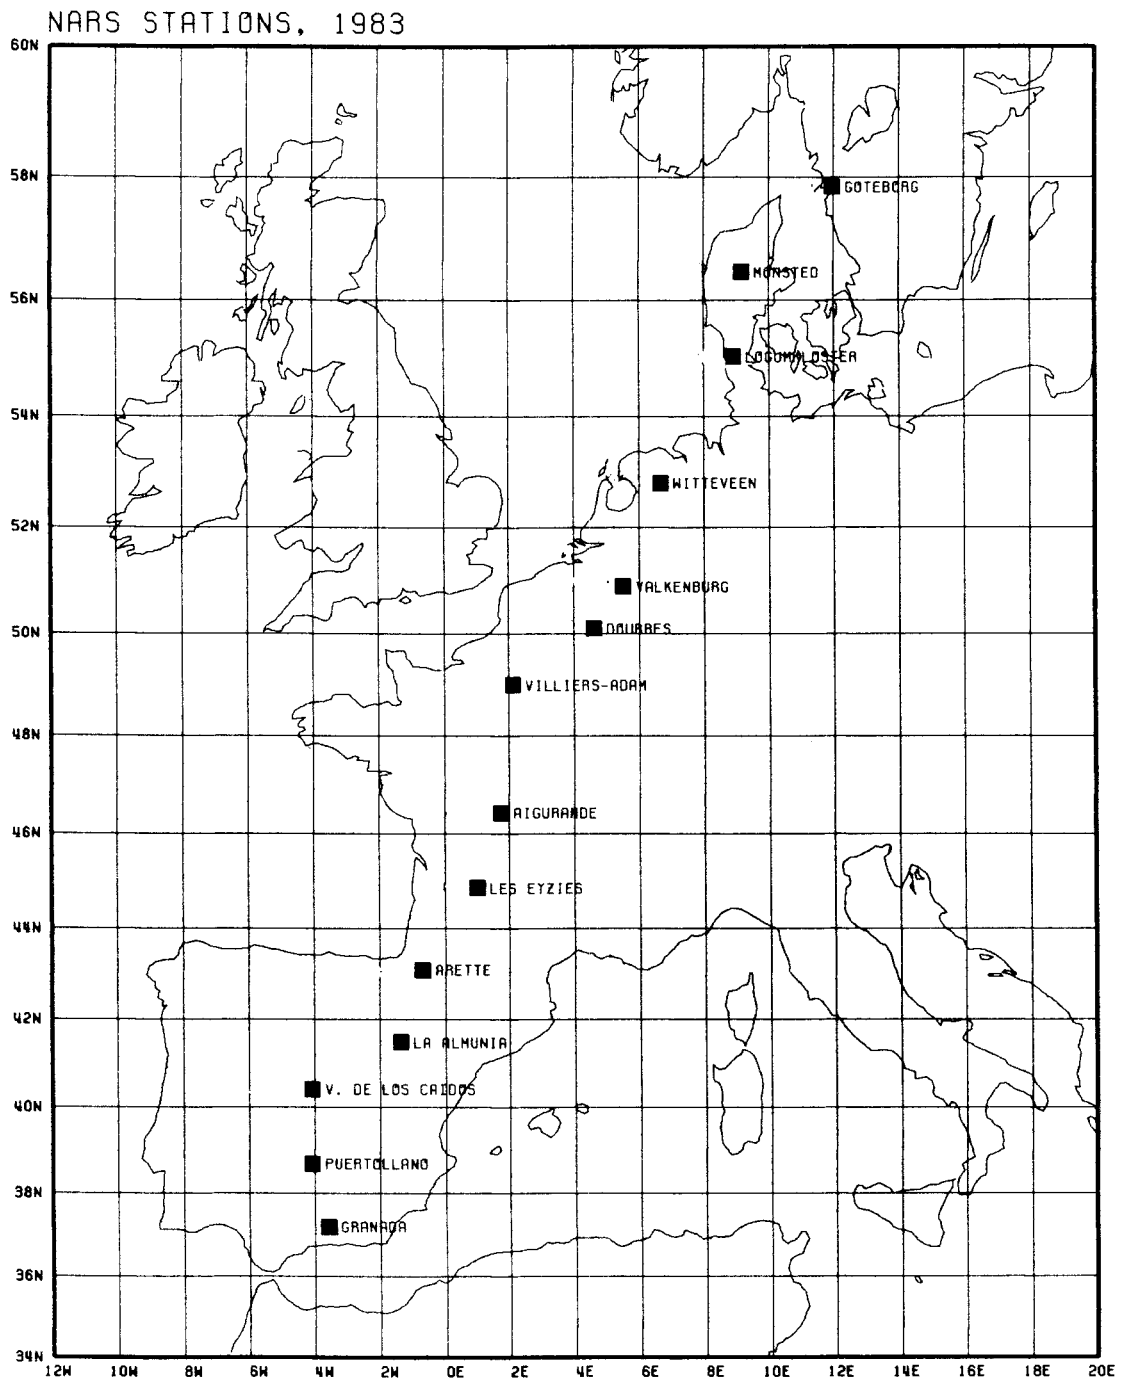 NARS STATIONS, 1983
60N
58N
GOTEBORG
MONSTED
56N
LOGUMKLOSTER
54N
WITTEVEEN
52N
VALKENBURG
50N
DOURBES
VILLIERS-ADAM
48N
AIGURANDE
46N
LES EYZIES
44N
ARETTE
42N
LA ALMUNIA
V. DE LOS CAIDOS
40N
PUERTOLLANO
38N
GRANADA
36N
34N
12W 10W 8W 6W 4W 2W 0E 2E 4E 6E 8E 10E 12E 14E 16E 18E 20E